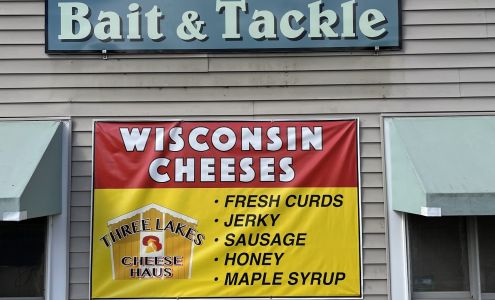 Bait & Tackle
WISCONSIN
CHEESES
THREE LAKES
CHEESE
HAUS
· FRESH CURDS
· JERKY
· SAUSAGE
· HONEY
· MAPLE SYRUP